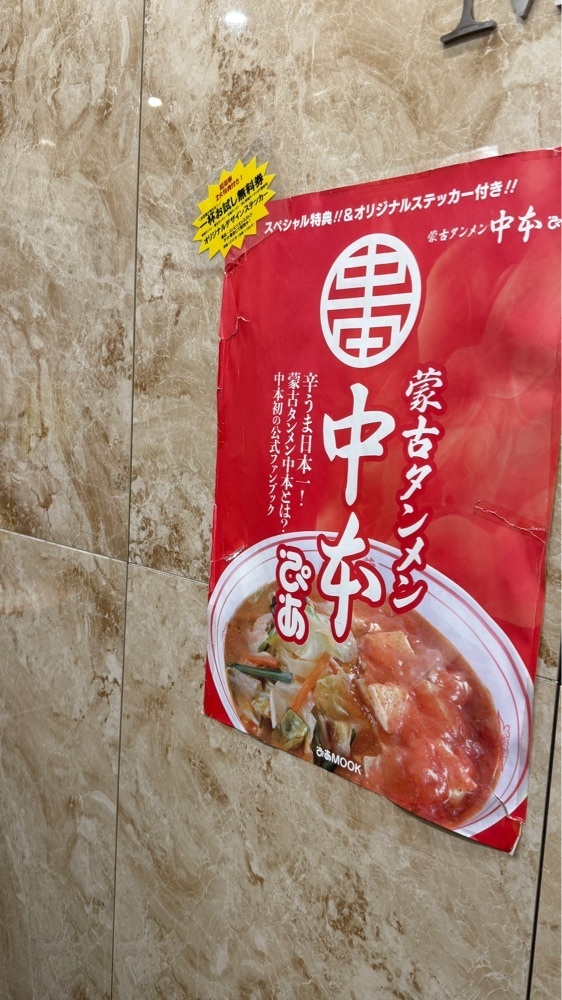 一杯お試し無料券
オリジナルデザインステッカー
スペシャル特典!!&オリジナルステッカー付き!!
蒙古タンメン中本ぴ
蒙古タンメン
中本
ぴあ
辛うま日本一!
蒙古タンメン中本とは?
中本初の公式ファンブック
ぴあMOOK